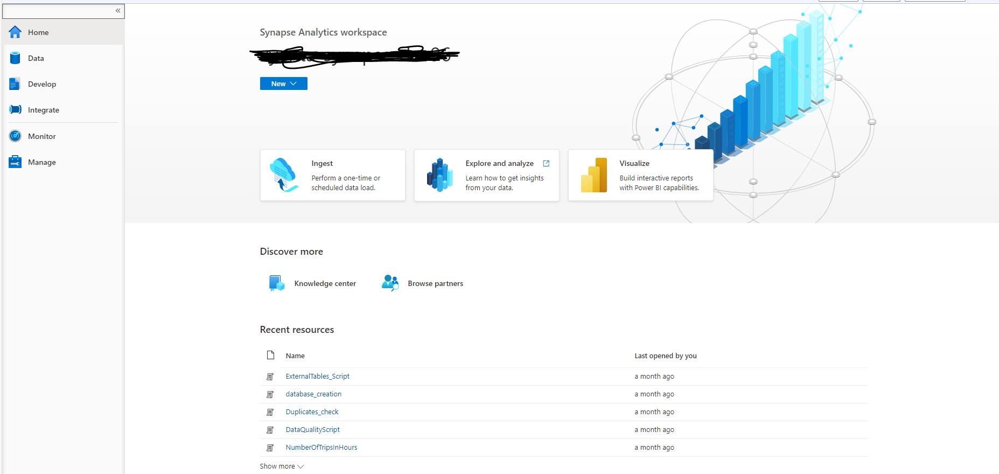 Home
Data
Develop
Integrate
Monitor
Manage
Synapse Analytics workspace
New
Ingest
Perform a one-time or
scheduled data load.
Explore and analyze
Learn how to get insights
from your data.
Visualize
Build interactive reports
with Power BI capabilities.
Discover more
Knowledge center
Browse partners
Recent resources
Name Last opened by you
ExternalTables_Script a month ago
database_creation a month ago
Duplicates_check a month ago
DataQualityScript a month ago
NumberOfTripsInHours a month ago
Show more